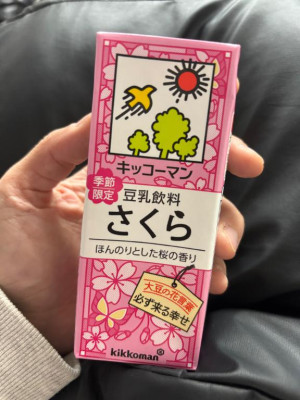 キッコーマン
季節
限定
豆乳飲料
さくら
ほんのりとした桜の香り
大豆の花言葉
必ず来る幸せ
kikkoman®